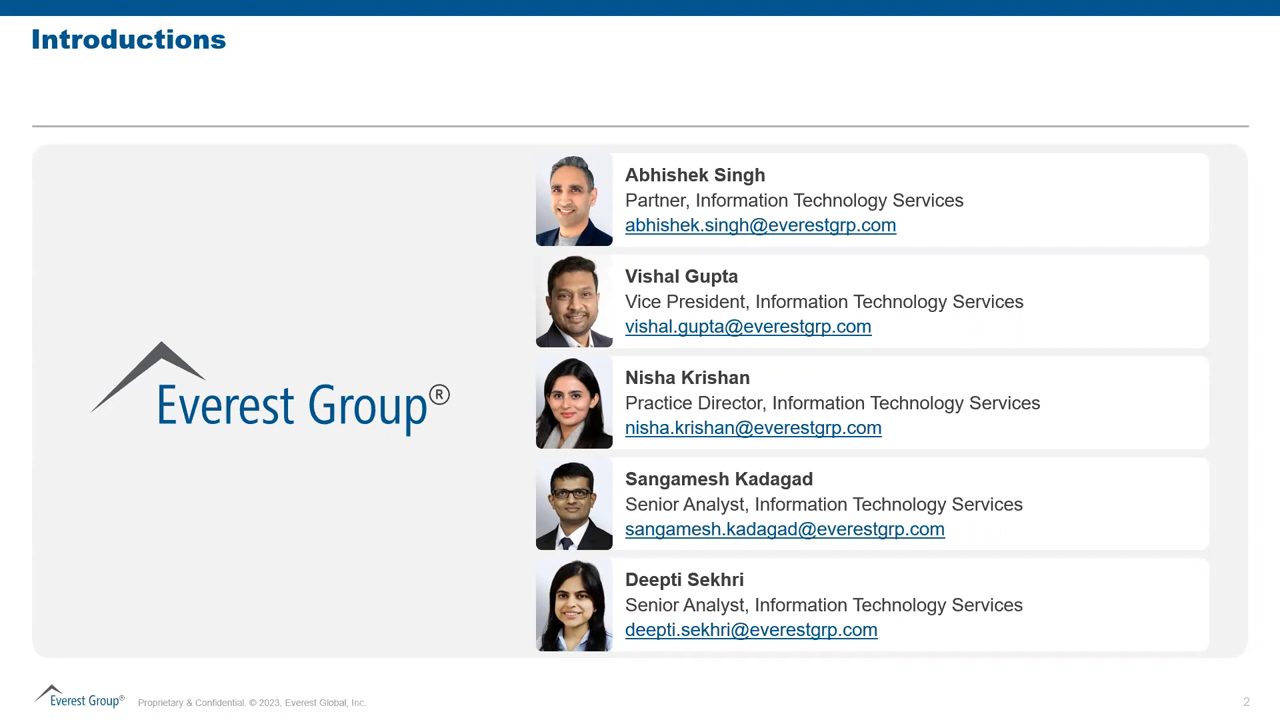 Introductions
Everest Group®
Abhishek Singh
Partner, Information Technology Services
abhishek.singh@everestgrp.com
Vishal Gupta
Vice President, Information Technology Services
vishal.gupta@everestgrp.com
Nisha Krishan
Practice Director, Information Technology Services
nisha.krishan@everestgrp.com
Sangamesh Kadagad
Senior Analyst, Information Technology Services
sangamesh.kadagad@everestgrp.com
Deepti Sekhri
Senior Analyst, Information Technology Services
deepti.sekhri@everestgrp.com
Everest Group® Proprietary & Confidential. © 2023, Everest Global, Inc. 2